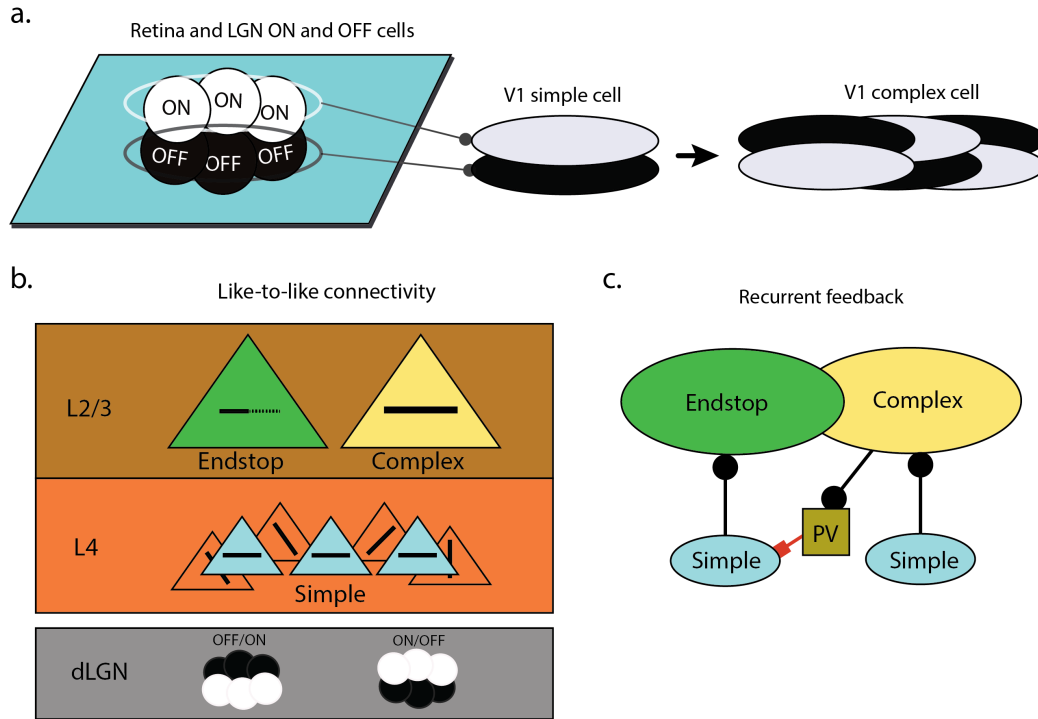 a.
Retina and LGN ON and OFF cells
ON
ON
ON
OFF
OFF
OFF
V1 simple cell
V1 complex cell
b.
Like-to-like connectivity
L2/3
Endstop
Complex
L4
Simple
dLGN
OFF/ON
ON/OFF
c.
Recurrent feedback
Endstop
Complex
PV
Simple
Simple